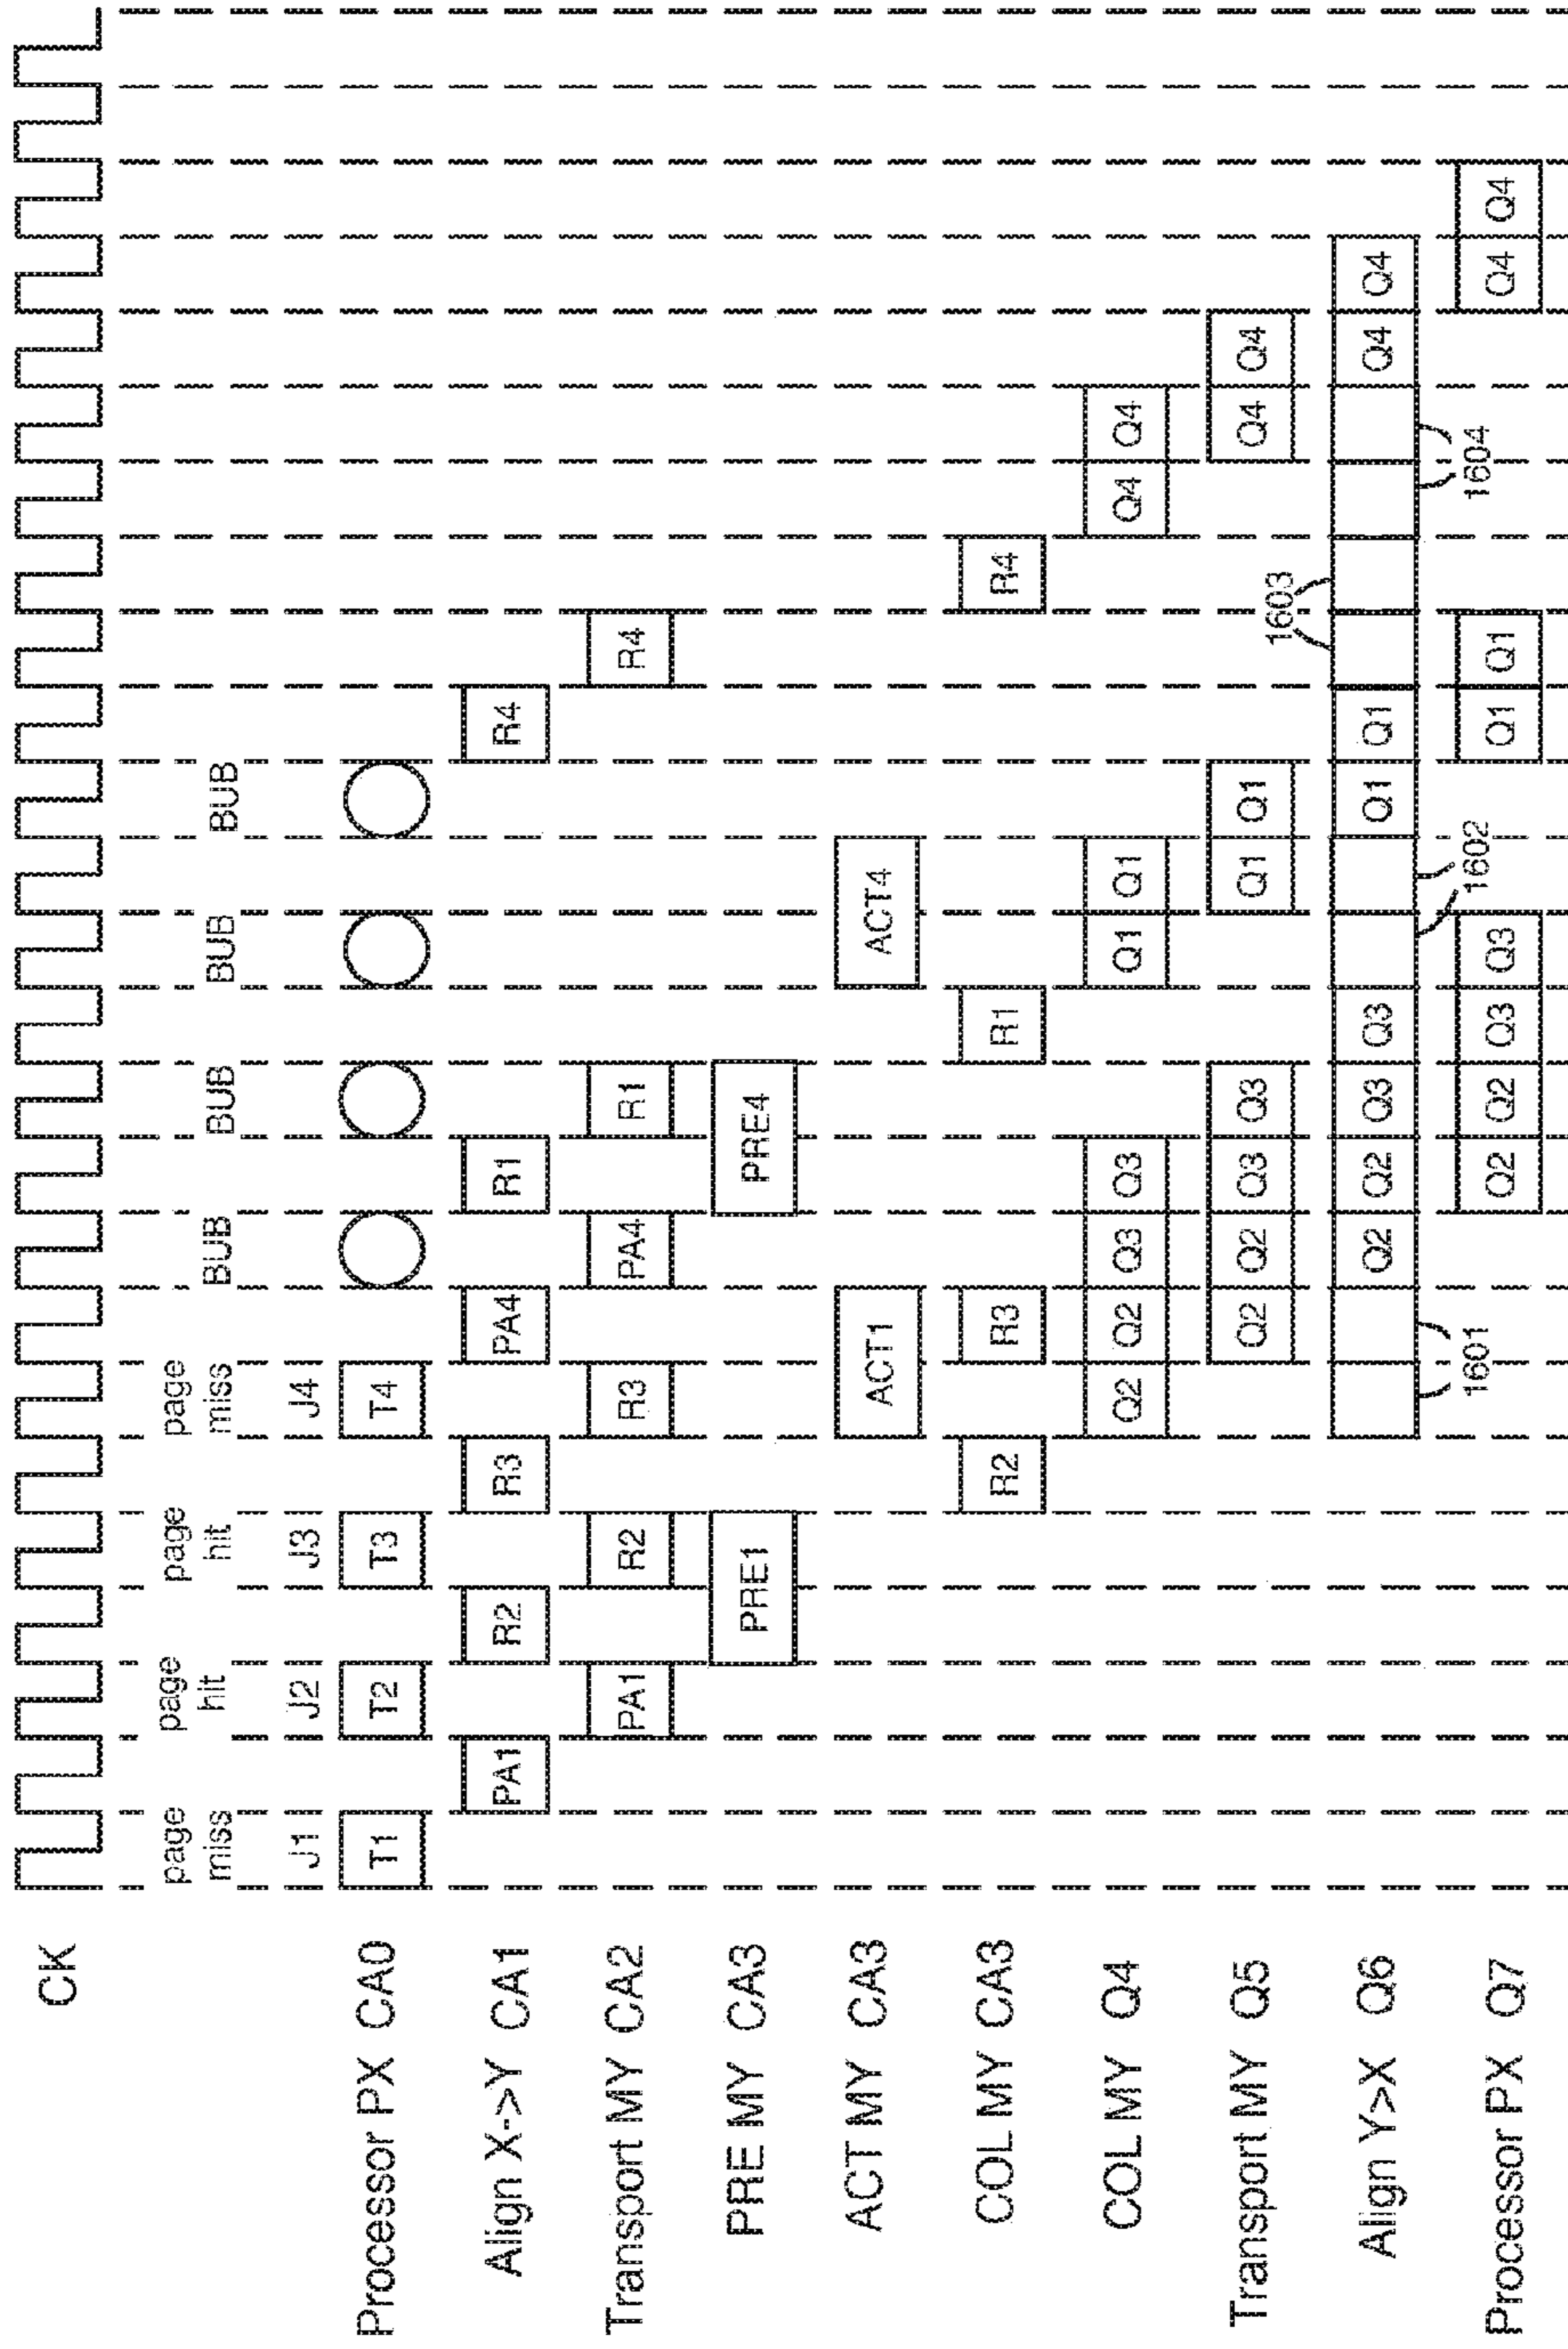 CK
page miss page hit page hit page miss BUB BUB BUB BUB
J1 J2 J3 J4
Processor PX CA0 T1 T2 T3 T4
Align X->Y CA1 PA1 R2 R3 PA4 R1 R4
Transport MY CA2 PA1 R2 R3 PA4 R1 R4
PRE MY CA3 PRE1 PRE4
ACT MY CA3 ACT1 ACT4
COL MY CA3 R2 R3 R1 R4
COL MY Q4 Q2 Q2 Q3 Q3 Q1 Q1 Q4 Q4
Transport MY Q5 Q2 Q2 Q3 Q3 Q1 Q1 Q4 Q4
1603
Align Y>X Q6 Q2 Q2 Q3 Q3 Q1 Q1 Q4 Q4
1601 1602 1604
Processor PX Q7 Q2 Q2 Q3 Q3 Q1 Q1 Q4 Q4